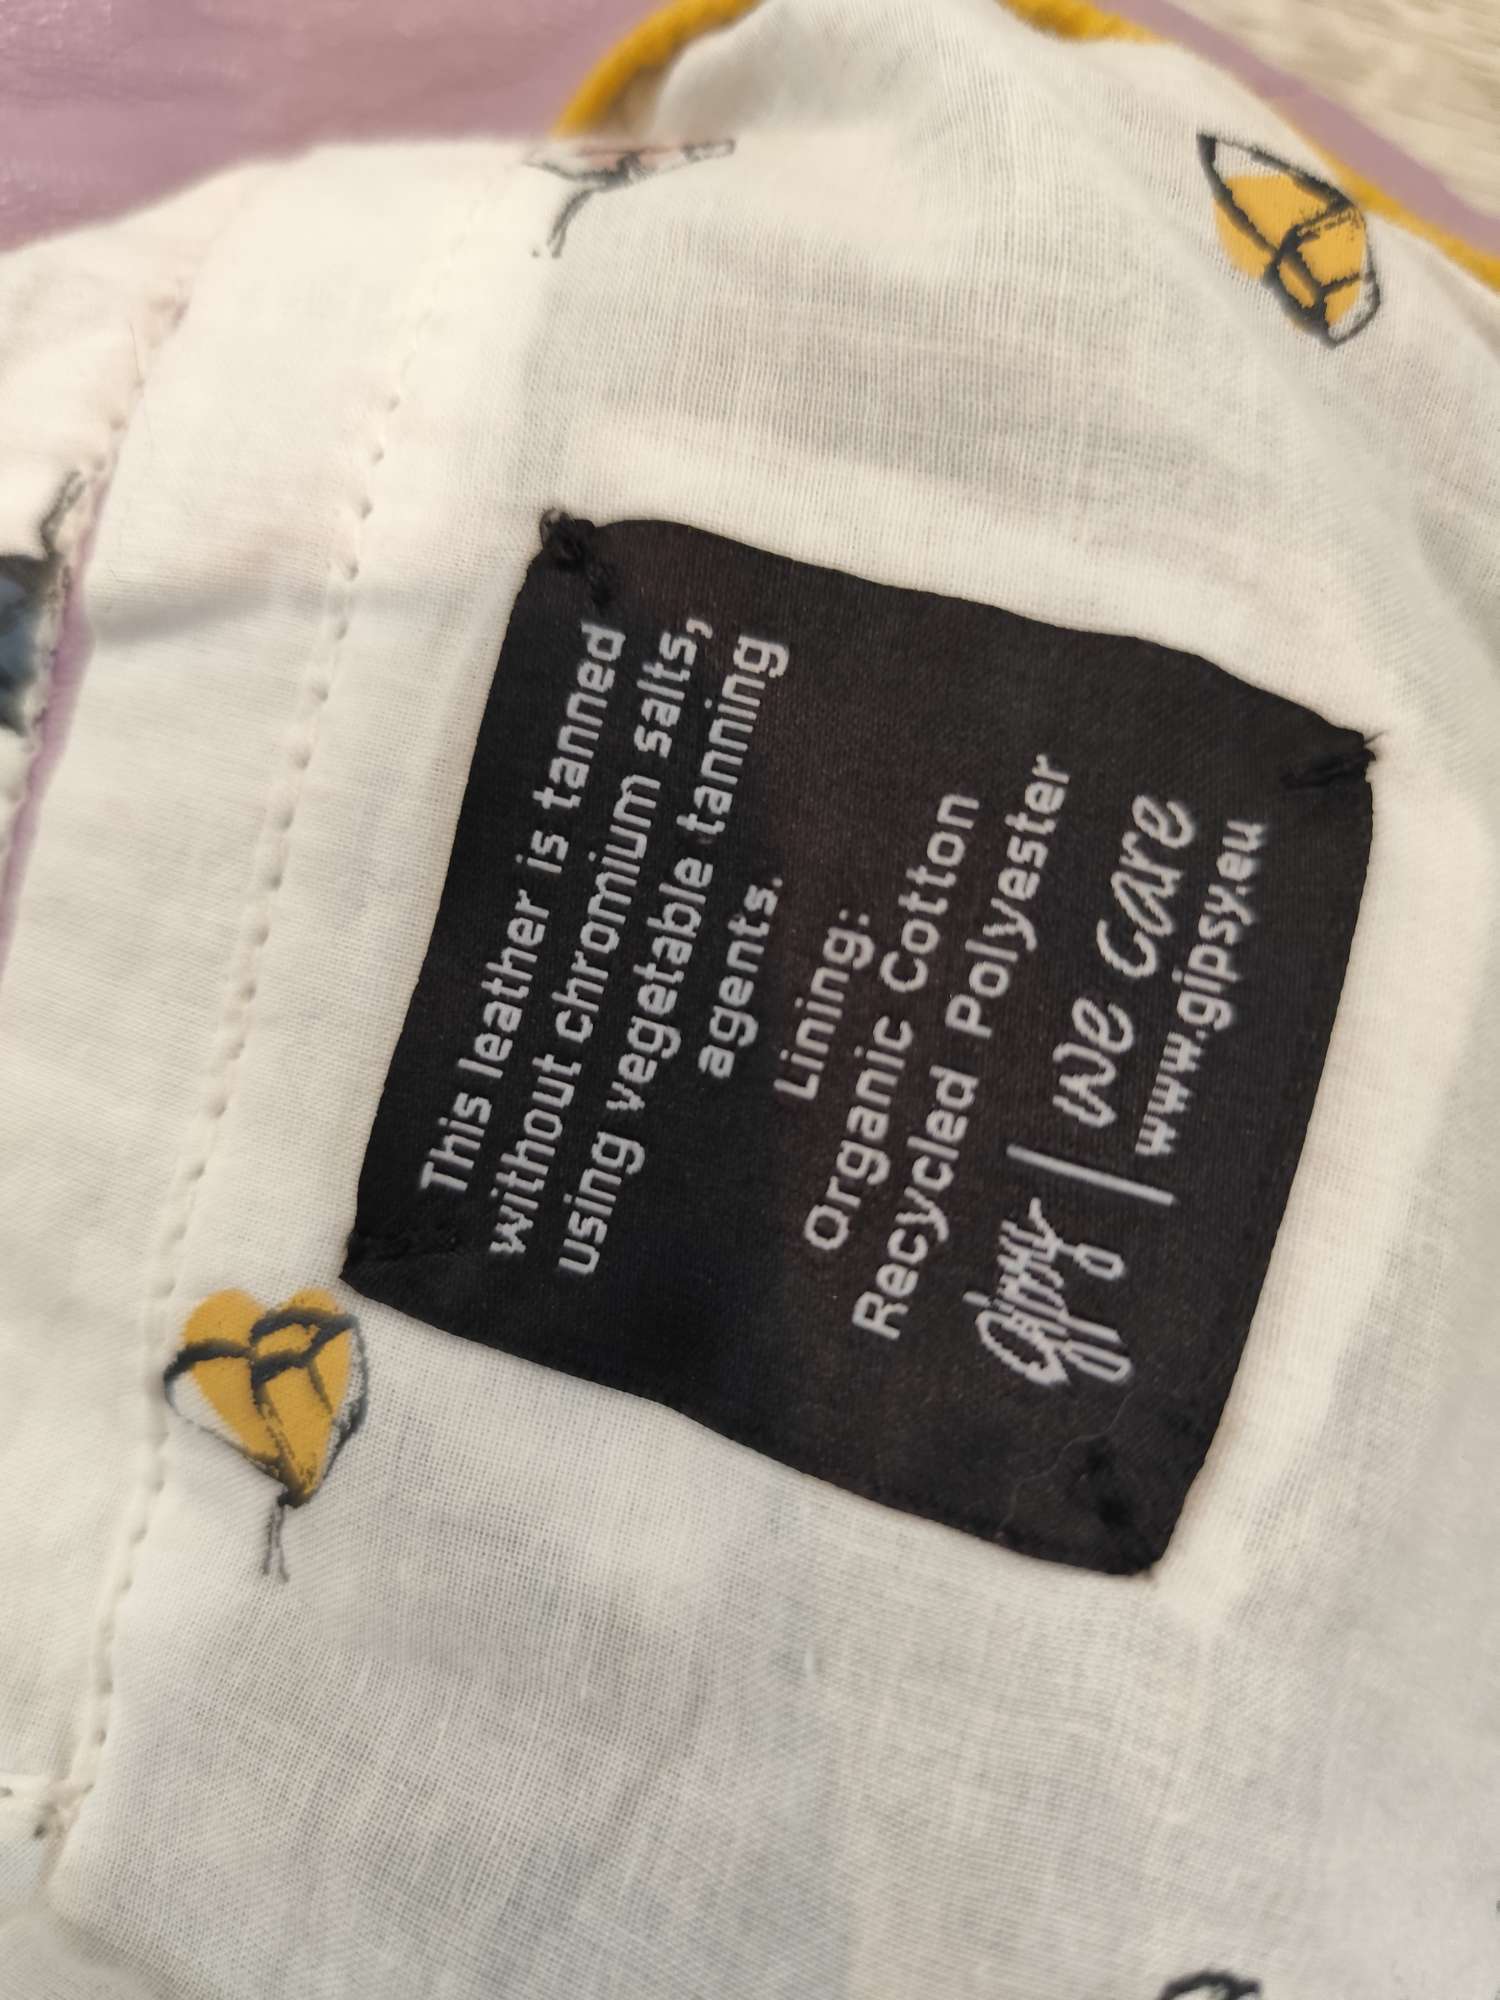 This leather is tanned
without chromium salts,
using vegetable tanning
agents.
Lining:
Organic Cotton
Recycled Polyester
Gipsy | we care
www.gipsy.eu